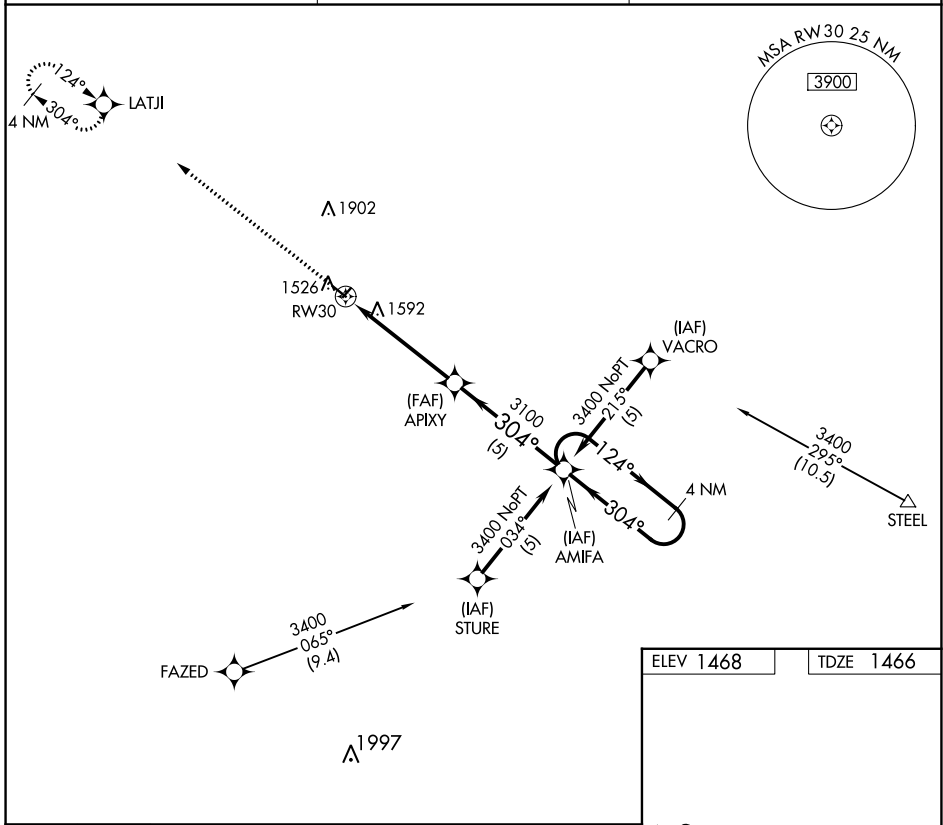 MSA RW30 25 NM
3900
124°
304°
4 NM
LATJI
1902
1526
RW30
1592
(IAF)
VACRO
3400 NoPT
215°
(5)
(FAF)
APIXY
3100
304°
(5)
124°
304°
4 NM
3400
295°
(10.5)
STEEL
3400 NoPT
034°
(5)
(IAF)
AMIFA
(IAF)
STURE
3400
065°
(9.4)
FAZED
ELEV 1468
TDZE 1466
1997